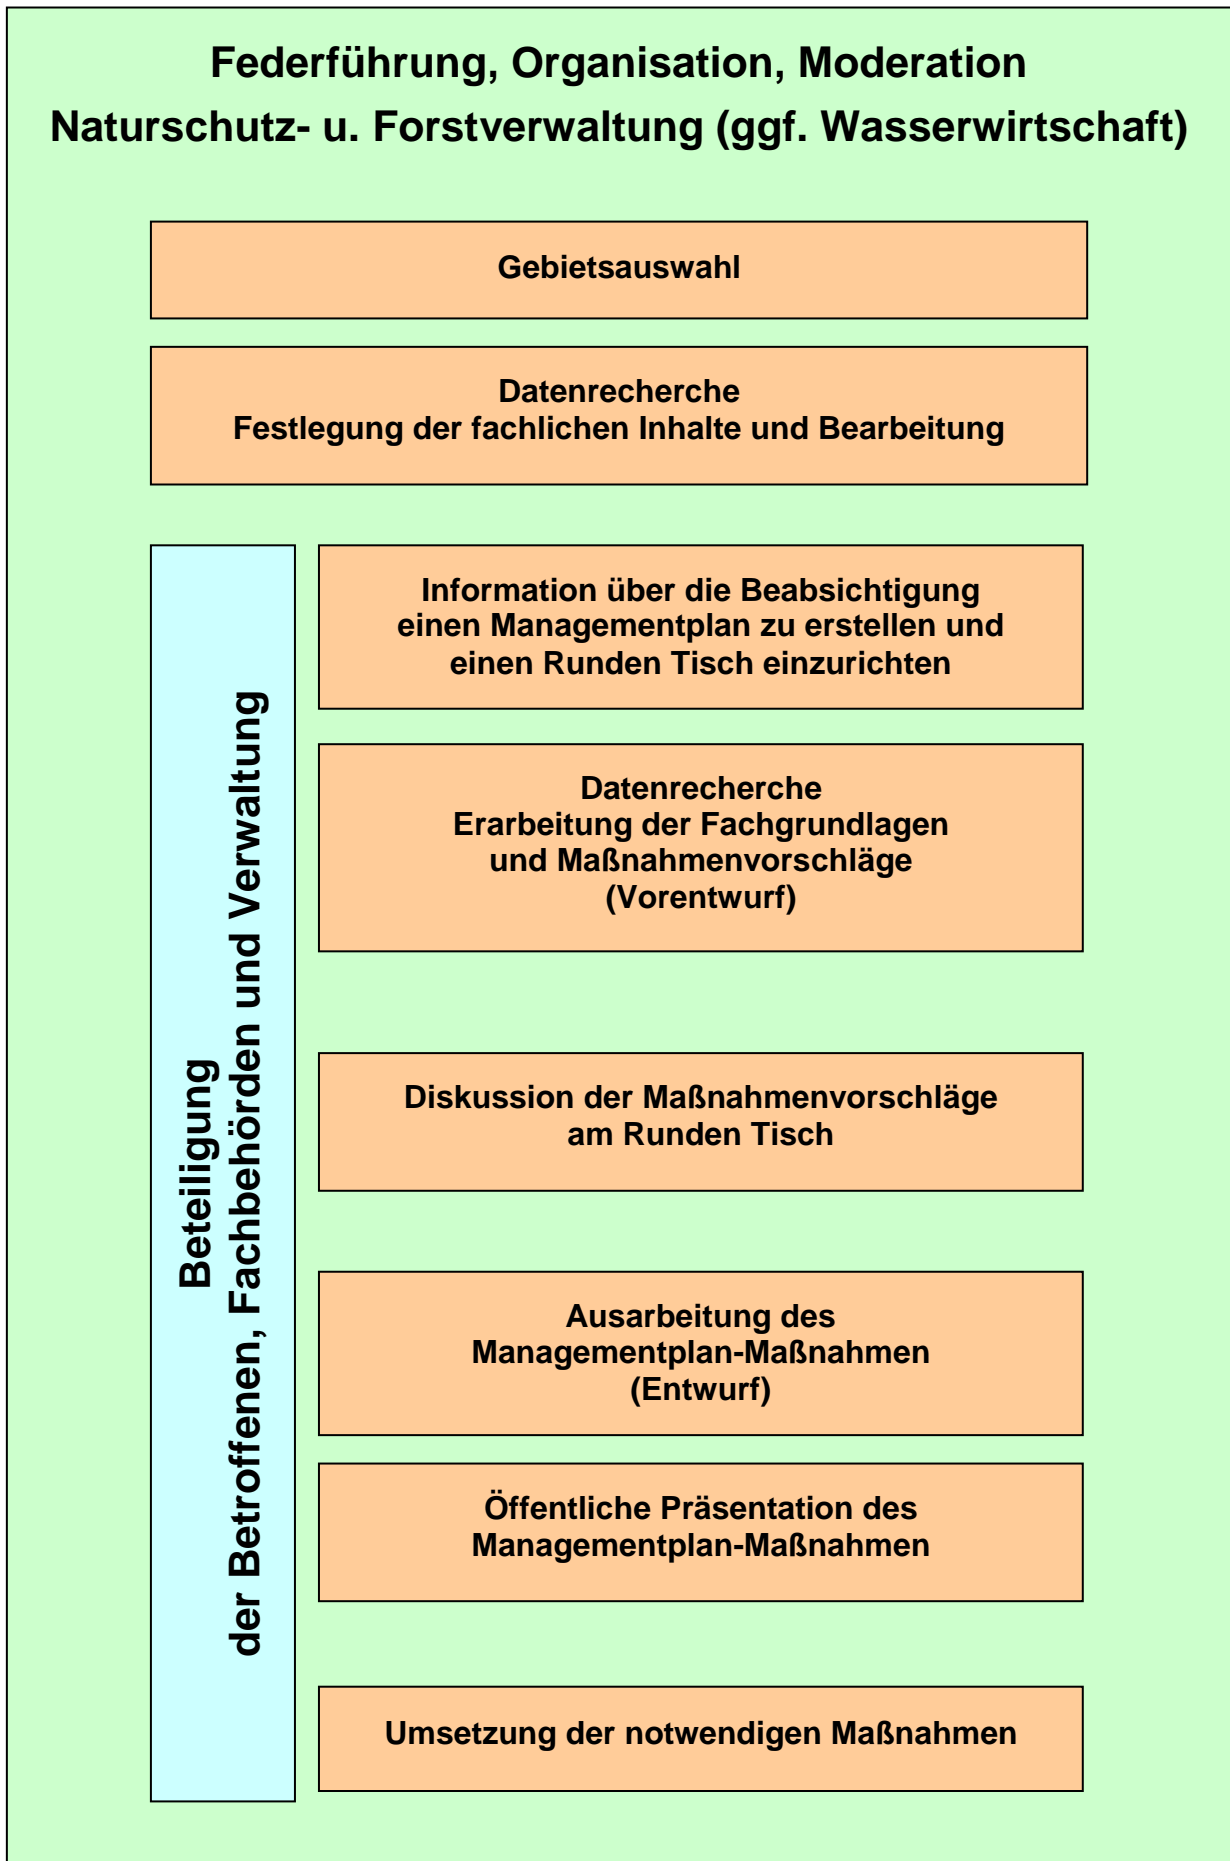 Federführung, Organisation, Moderation
Naturschutz- u. Forstverwaltung (ggf. Wasserwirtschaft)
Gebietsauswahl
Datenrecherche
Festlegung der fachlichen Inhalte und Bearbeitung
Beteiligung
der Betroffenen, Fachbehörden und Verwaltung
Information über die Beabsichtigung
einen Managementplan zu erstellen und
einen Runden Tisch einzurichten
Datenrecherche
Erarbeitung der Fachgrundlagen
und Maßnahmenvorschläge
(Vorentwurf)
Diskussion der Maßnahmenvorschläge
am Runden Tisch
Ausarbeitung des
Managementplan-Maßnahmen
(Entwurf)
Öffentliche Präsentation des
Managementplan-Maßnahmen
Umsetzung der notwendigen Maßnahmen